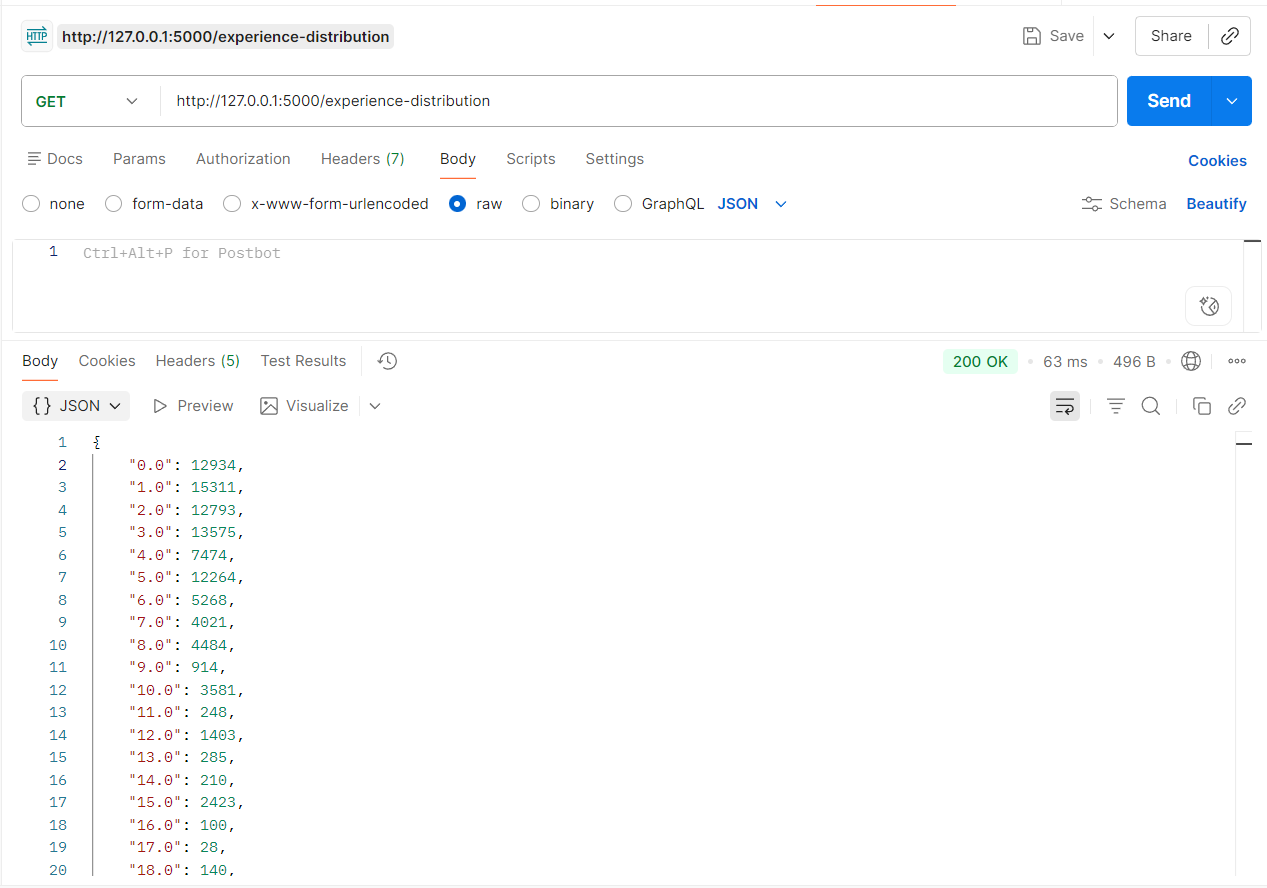 HTTP http://127.0.0.1:5000/experience-distribution Save Share
GET http://127.0.0.1:5000/experience-distribution Send
Docs Params Authorization Headers (7) Body Scripts Settings Cookies
none form-data x-www-form-urlencoded raw binary GraphQL JSON Schema Beautify
1 Ctrl+Alt+P for Postbot
Body Cookies Headers (5) Test Results 200 OK • 63 ms • 496 B •
{} JSON Preview Visualize
1 {
2 "0.0": 12934,
3 "1.0": 15311,
4 "2.0": 12793,
5 "3.0": 13575,
6 "4.0": 7474,
7 "5.0": 12264,
8 "6.0": 5268,
9 "7.0": 4021,
10 "8.0": 4484,
11 "9.0": 914,
12 "10.0": 3581,
13 "11.0": 248,
14 "12.0": 1403,
15 "13.0": 285,
16 "14.0": 210,
17 "15.0": 2423,
18 "16.0": 100,
19 "17.0": 28,
20 "18.0": 140,